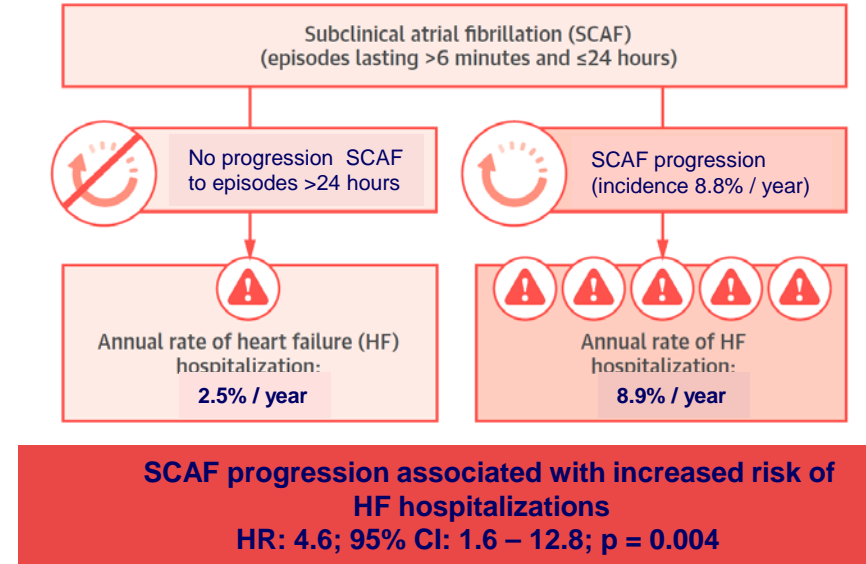 Subclinical atrial fibrillation (SCAF)
(episodes lasting >6 minutes and ≤24 hours)
No progression SCAF
to episodes >24 hours
SCAF progression
(incidence 8.8% / year)
Annual rate of heart failure (HF)
hospitalization:
2.5% / year
Annual rate of HF
hospitalization:
8.9% / year
SCAF progression associated with increased risk of
HF hospitalizations
HR: 4.6; 95% CI: 1.6 – 12.8; p = 0.004